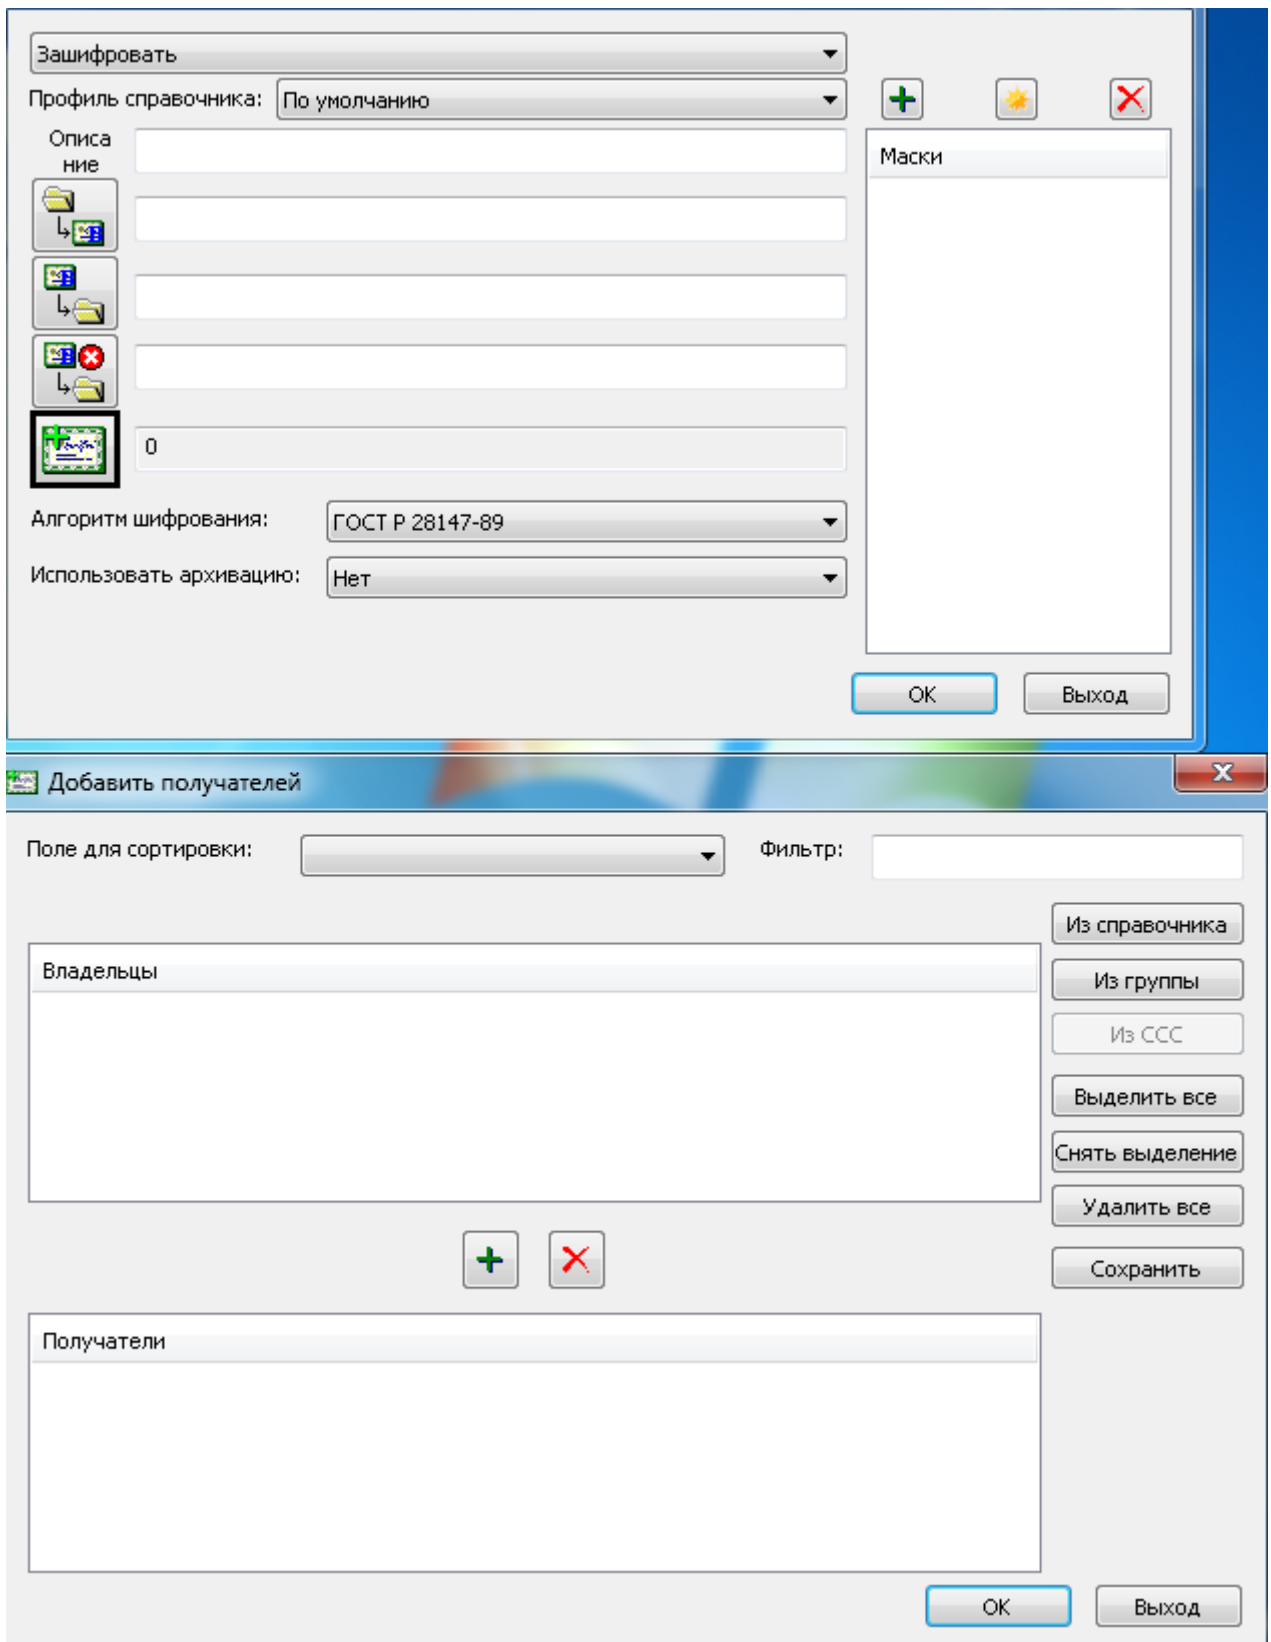 Зашифровать
Профиль справочника: По умолчанию
Описа
ние
Маски
0
Алгоритм шифрования: ГОСТ Р 28147-89
Использовать архивацию: Нет
OK Выход
Добавить получателей
Поле для сортировки: Фильтр:
Из справочника
Владельцы
Из группы
Из ССС
Выделить все
Снять выделение
Удалить все
Сохранить
Получатели
OK Выход